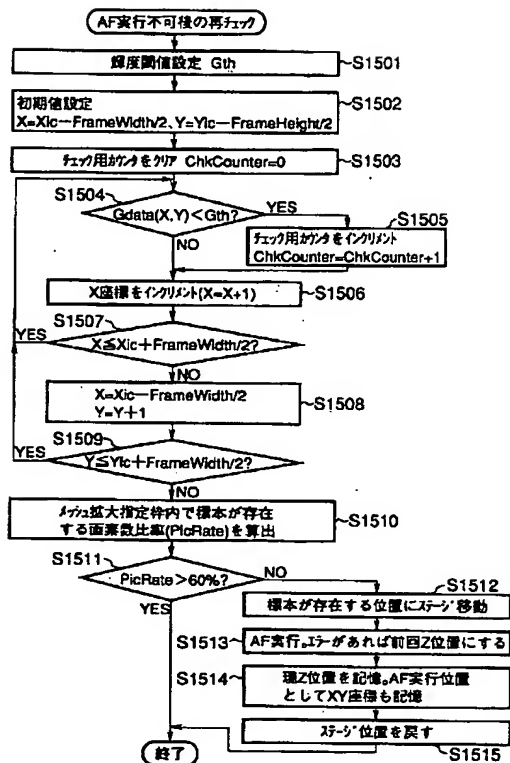 AF実行不可後の再チェック
輝度閾値設定 Gth
S1501
初期値設定
X=XIc−FrameWidth/2、Y=YIc−FrameHeight/2
S1502
チェック用カウンタをクリア ChkCounter=0
S1503
S1504
Gdata(X,Y)<Gth?
YES
NO
S1505
チェック用カウンタをインクリメント
ChkCounter=ChkCounter+1
X座標をインクリメント(X=X+1)
S1506
S1507
YES
X≦XIc+FrameWidth/2?
NO
X=XIc−FrameWidth/2
Y=Y+1
S1508
S1509
YES
Y≦YIc+FrameWidth/2?
NO
メッシュ拡大指定枠内で標本が存在
する画素数比率(PicRate)を算出
S1510
S1511
PicRate>60%?
NO
YES
S1512
標本が存在する位置にステージ移動
S1513
AF実行。エラーがあれば前回Z位置にする
S1514
現Z位置を記憶。AF実行位置
としてXY座標も記憶
ステージ位置を戻す
S1515
終了